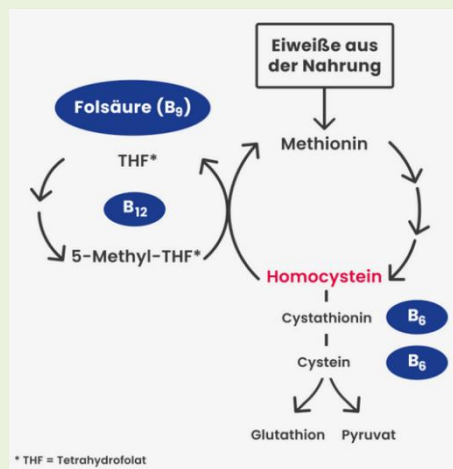 Eiweiße aus
der Nahrung
Folsäure (B₉)
THF*
Methionin
B₁₂
5-Methyl-THF*
Homocystein
Cystathionin
B₆
Cystein
B₆
Glutathion
Pyruvat
* THF = Tetrahydrofolat